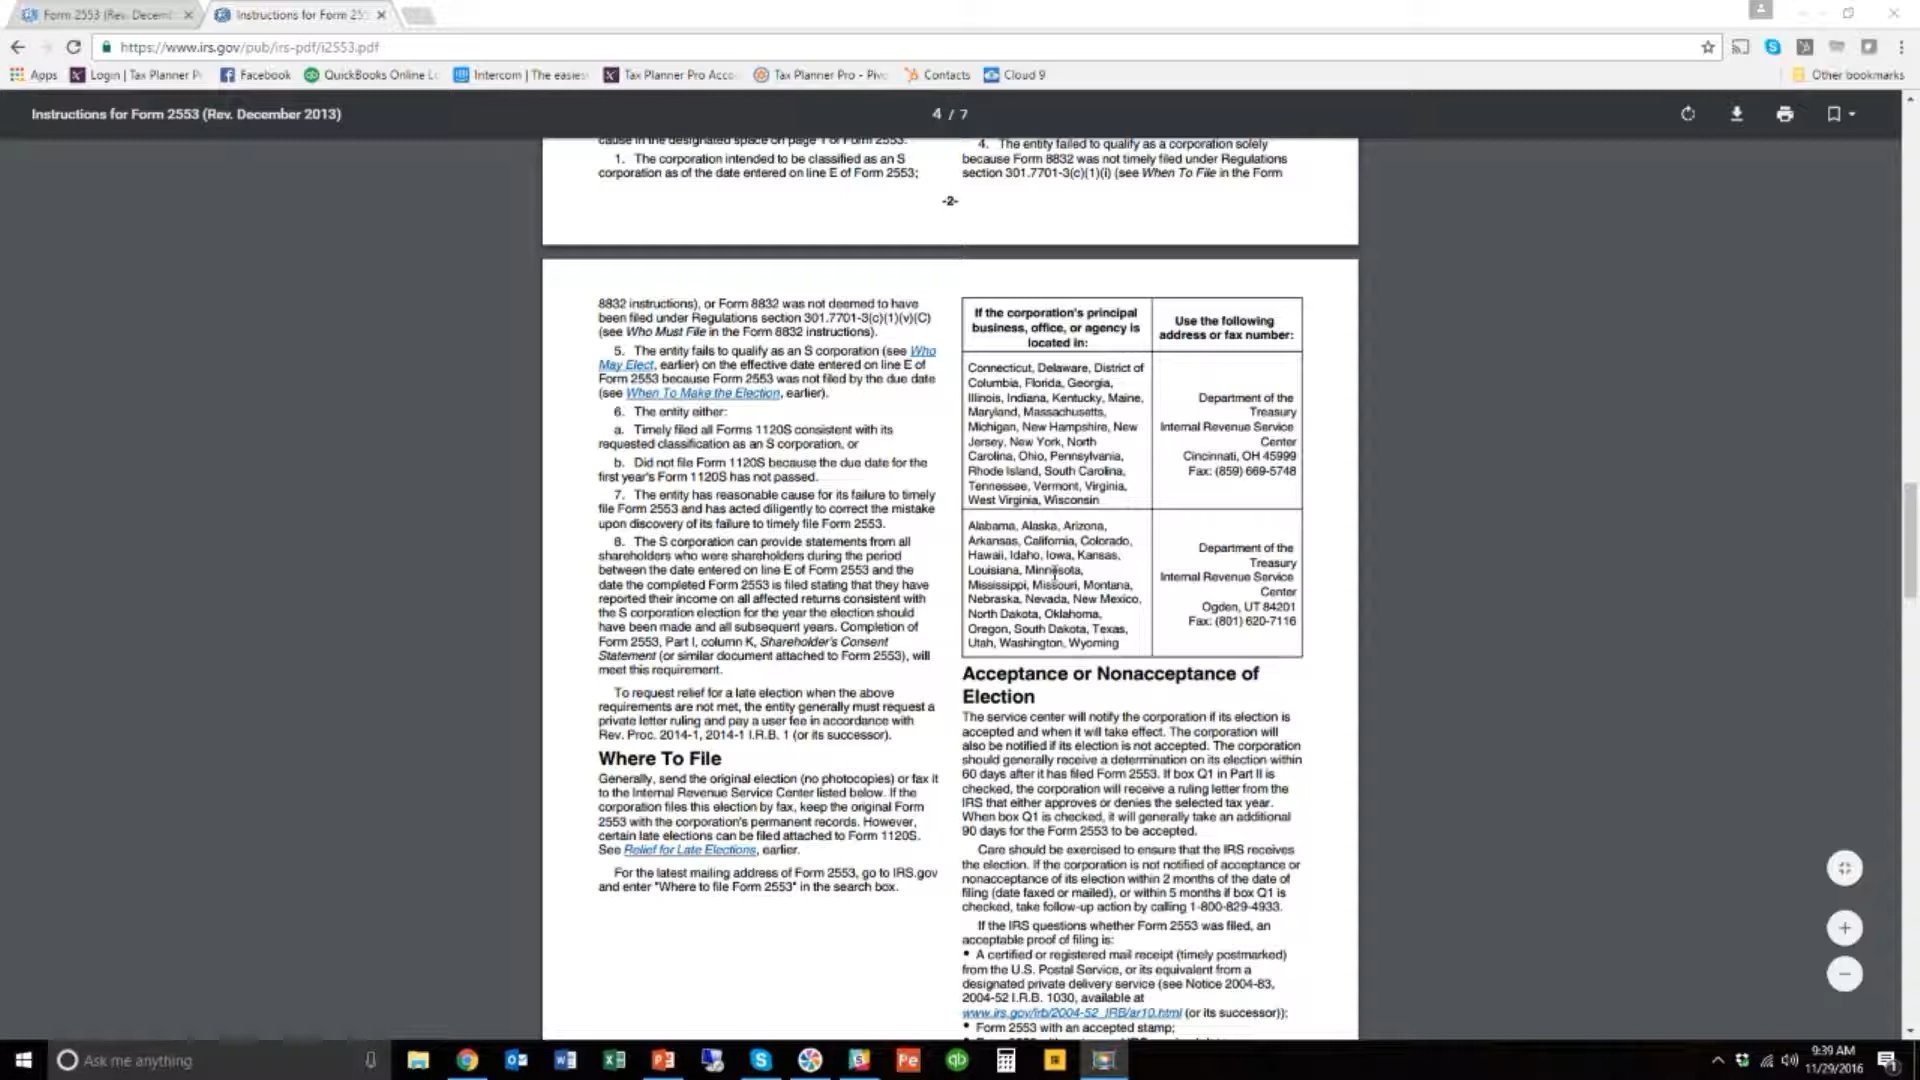 Form 2553 (Rev. Decem
Instructions for Form 25
https://www.irs.gov/pub/irs-pdf/i2553.pdf
Apps
Login | Tax Planner P
Facebook
QuickBooks Online Lo
Intercom | The easies
Tax Planner Pro Acco
Tax Planner Pro - Piv
Contacts
Cloud 9
Other bookmarks
Instructions for Form 2553 (Rev. December 2013)
4 / 7
cause in the designated space on page 1 of Form 2553.
1. The corporation intended to be classified as an S
corporation as of the date entered on line E of Form 2553;
4. The entity failed to qualify as a corporation solely
because Form 8832 was not timely filed under Regulations
section 301.7701-3(c)(1)(i) (see When To File in the Form
-2-
8832 instructions), or Form 8832 was not deemed to have
been filed under Regulations section 301.7701-3(c)(1)(v)(C)
(see Who Must File in the Form 8832 instructions).
5. The entity fails to qualify as an S corporation (see Who
May Elect, earlier) on the effective date entered on line E of
Form 2553 because Form 2553 was not filed by the due date
(see When To Make the Election, earlier).
6. The entity either:
a. Timely filed all Forms 1120S consistent with its
requested classification as an S corporation, or
b. Did not file Form 1120S because the due date for the
first year's Form 1120S has not passed.
7. The entity has reasonable cause for its failure to timely
file Form 2553 and has acted diligently to correct the mistake
upon discovery of its failure to timely file Form 2553.
8. The S corporation can provide statements from all
shareholders who were shareholders during the period
between the date entered on line E of Form 2553 and the
date the completed Form 2553 is filed stating that they have
reported their income on all affected returns consistent with
the S corporation election for the year the election should
have been made and all subsequent years. Completion of
Form 2553, Part I, column K, Shareholder's Consent
Statement (or similar document attached to Form 2553), will
meet this requirement.
To request relief for a late election when the above
requirements are not met, the entity generally must request a
private letter ruling and pay a user fee in accordance with
Rev. Proc. 2014-1, 2014-1 I.R.B. 1 (or its successor).
Where To File
Generally, send the original election (no photocopies) or fax it
to the Internal Revenue Service Center listed below. If the
corporation files this election by fax, keep the original Form
2553 with the corporation's permanent records. However,
certain late elections can be filed attached to Form 1120S.
See Relief for Late Elections, earlier.
For the latest mailing address of Form 2553, go to IRS.gov
and enter "Where to file Form 2553" in the search box.
If the corporation's principal
business, office, or agency is
located in:
Use the following
address or fax number:
Connecticut, Delaware, District of
Columbia, Florida, Georgia,
Illinois, Indiana, Kentucky, Maine,
Maryland, Massachusetts,
Michigan, New Hampshire, New
Jersey, New York, North
Carolina, Ohio, Pennsylvania,
Rhode Island, South Carolina,
Tennessee, Vermont, Virginia,
West Virginia, Wisconsin
Department of the
Treasury
Internal Revenue Service
Center
Cincinnati, OH 45999
Fax: (859) 669-5748
Alabama, Alaska, Arizona,
Arkansas, California, Colorado,
Hawaii, Idaho, Iowa, Kansas,
Louisiana, Minnesota,
Mississippi, Missouri, Montana,
Nebraska, Nevada, New Mexico,
North Dakota, Oklahoma,
Oregon, South Dakota, Texas,
Utah, Washington, Wyoming
Department of the
Treasury
Internal Revenue Service
Center
Ogden, UT 84201
Fax: (801) 620-7116
Acceptance or Nonacceptance of
Election
The service center will notify the corporation if its election is
accepted and when it will take effect. The corporation will
also be notified if its election is not accepted. The corporation
should generally receive a determination on its election within
60 days after it has filed Form 2553. If box Q1 in Part II is
checked, the corporation will receive a ruling letter from the
IRS that either approves or denies the selected tax year.
When box Q1 is checked, it will generally take an additional
90 days for the Form 2553 to be accepted.
Care should be exercised to ensure that the IRS receives
the election. If the corporation is not notified of acceptance or
nonacceptance of its election within 2 months of the date of
filing (date faxed or mailed), or within 5 months if box Q1 is
checked, take follow-up action by calling 1-800-829-4933.
If the IRS questions whether Form 2553 was filed, an
acceptable proof of filing is:
• A certified or registered mail receipt (timely postmarked)
from the U.S. Postal Service, or its equivalent from a
designated private delivery service (see Notice 2004-83,
2004-52 I.R.B. 1030, available at
www.irs.gov/irb/2004-52_IRB/ar10.html (or its successor));
• Form 2553 with an accepted stamp;
Ask me anything
9:39 AM
11/29/2016